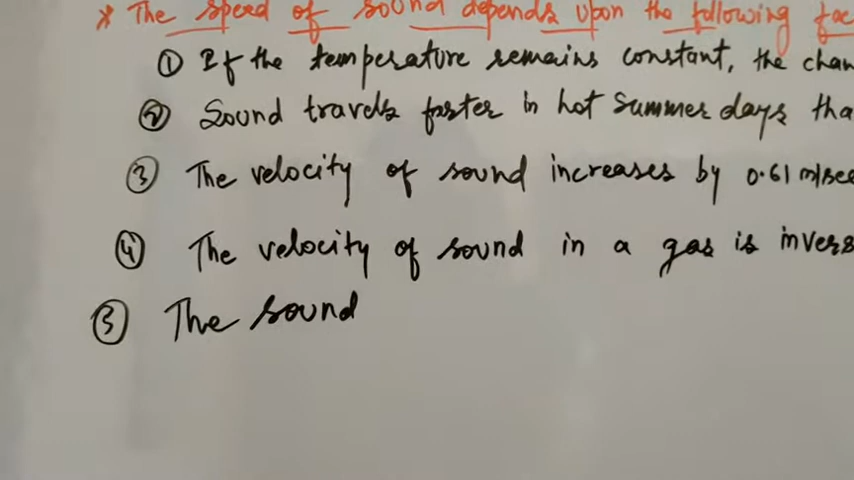 * The speed of sound depends upon the following fac
① If the temperature remains constant, the chan
② Sound travels faster in hot summer days tha
③ The velocity of sound increases by 0.61 m/sec
④ The velocity of sound in a gas is invers
⑤ The sound